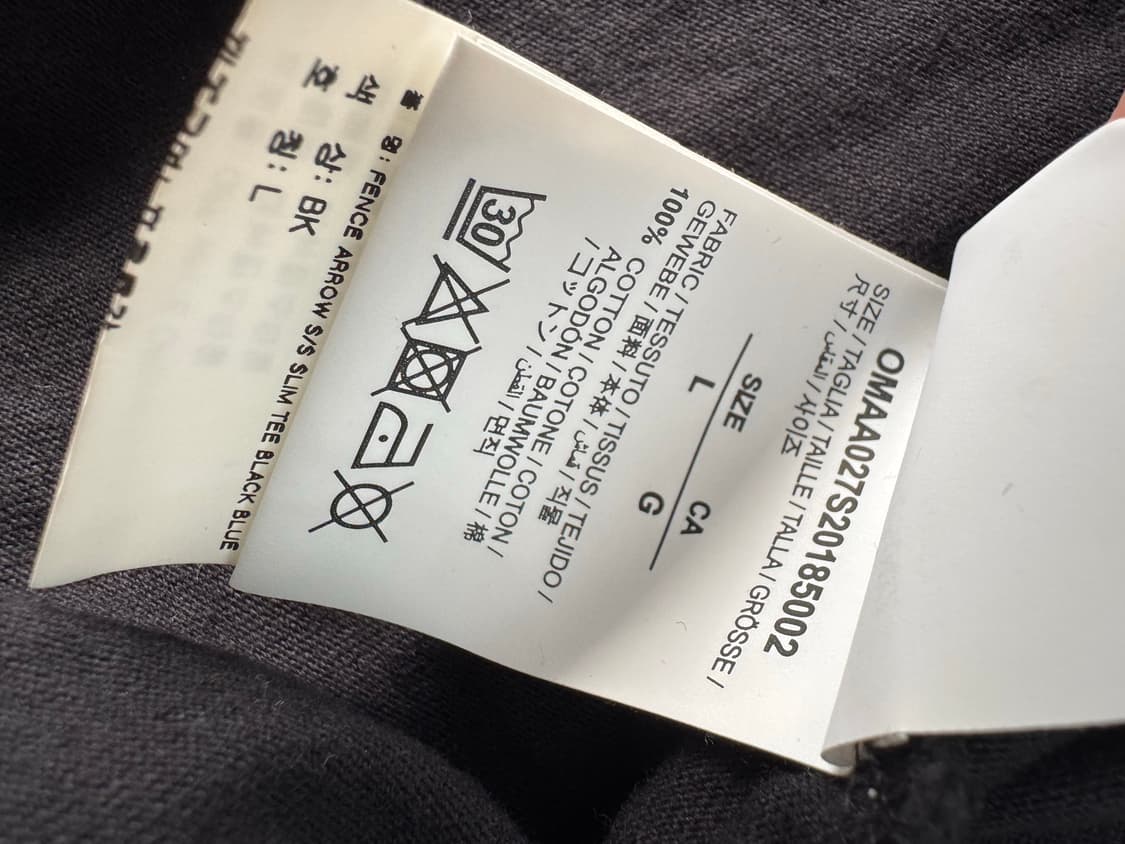 OMAA027S20185002
SIZE / TAGLIA / TAILLE / TALLA / GRÖSSE /
尺寸 / المقاس / 사이즈
SIZE CA
L G
FABRIC / TESSUTO / TISSUS / TEJIDO /
GEWEBE / 面料 / 本体 / قماش / 직물
100% COTTON / COTONE / COTON /
ALGODÓN / BAUMWOLLE / 棉
/ コットン / القطن / 면직
30
명: FENCE ARROW S/S SLIM TEE BLACK BLUE
색 상: BK
호 칭: L